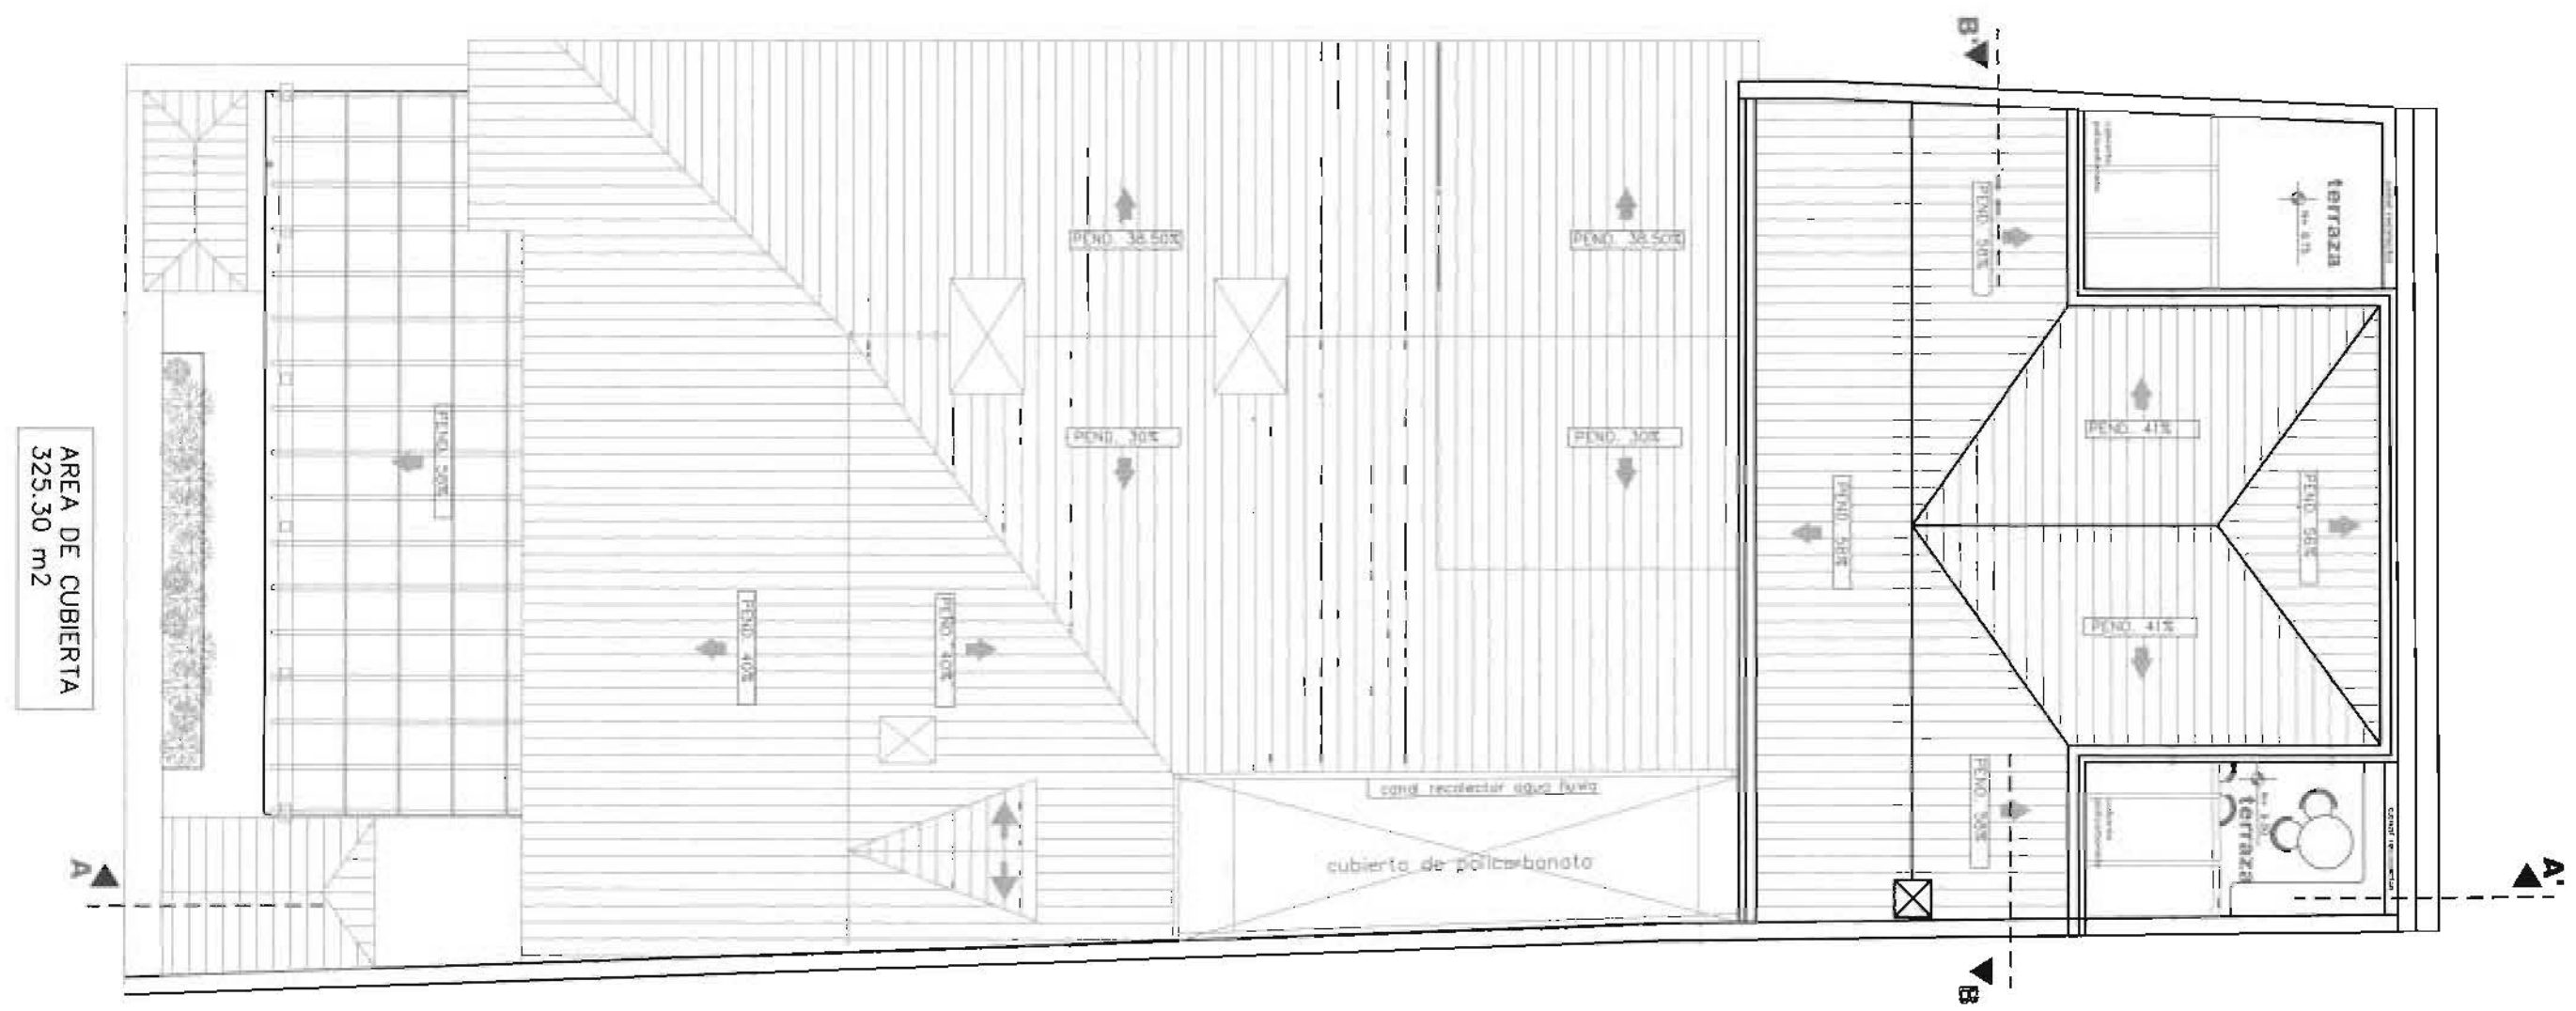 B'
PEND. 38.50%
PEND. 38.50%
PEND. 58%
terraza
PEND. 30%
PEND. 30%
PEND. 41%
PEND. 58%
PEND. 58%
PEND. 58%
AREA DE CUBIERTA
325.30 m2
PEND. 40%
PEND. 40%
PEND. 41%
canal recolector agua lluvia
cubierta de policarbonato
PEND. 58%
terraza
A
A'
B